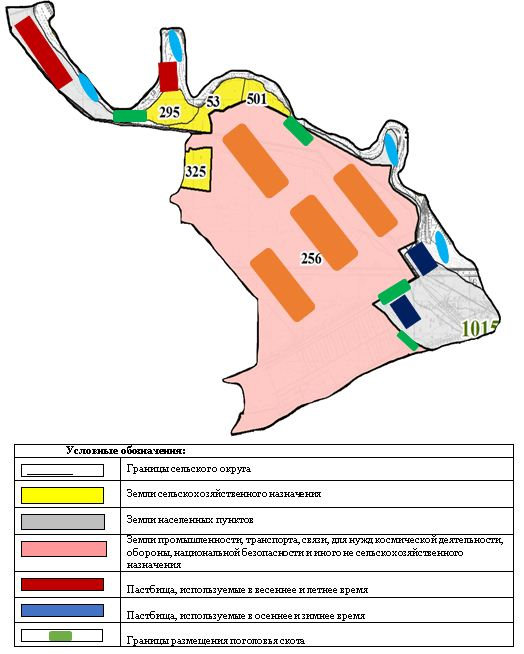 295
53
501
325
256
1015
Условные обозначения:
Границы сельского округа
Земли сельскохозяйственного назначения
Земли населенных пунктов
Земли промышленности, транспорта, связи, для нужд космической деятельности,
обороны, национальной безопасности и иного не сельскохозяйственного
назначения
Пастбища, используемые в весеннее и летнее время
Пастбища, используемые в осеннее и зимнее время
Границы размещения поголовья скота